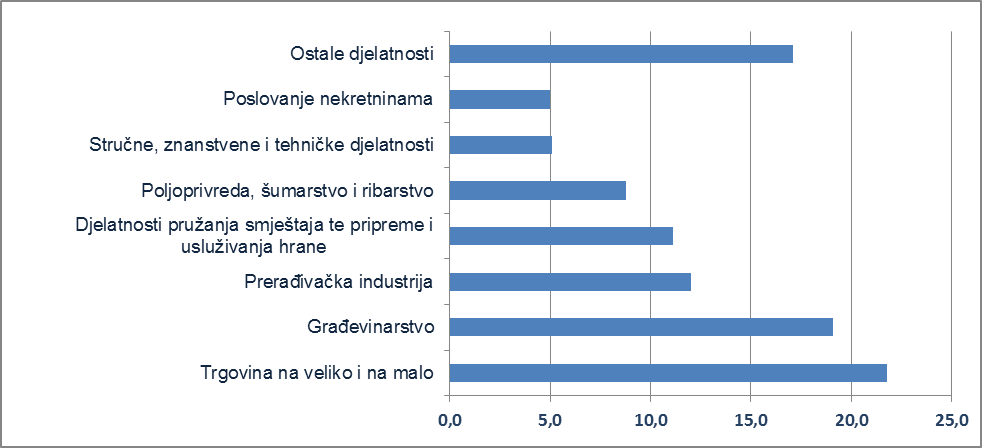 Ostale djelatnosti
Poslovanje nekretninama
Stručne, znanstvene i tehničke djelatnosti
Poljoprivreda, šumarstvo i ribarstvo
Djelatnosti pružanja smještaja te pripreme i
usluživanja hrane
Prerađivačka industrija
Građevinarstvo
Trgovina na veliko i na malo
0,0 5,0 10,0 15,0 20,0 25,0